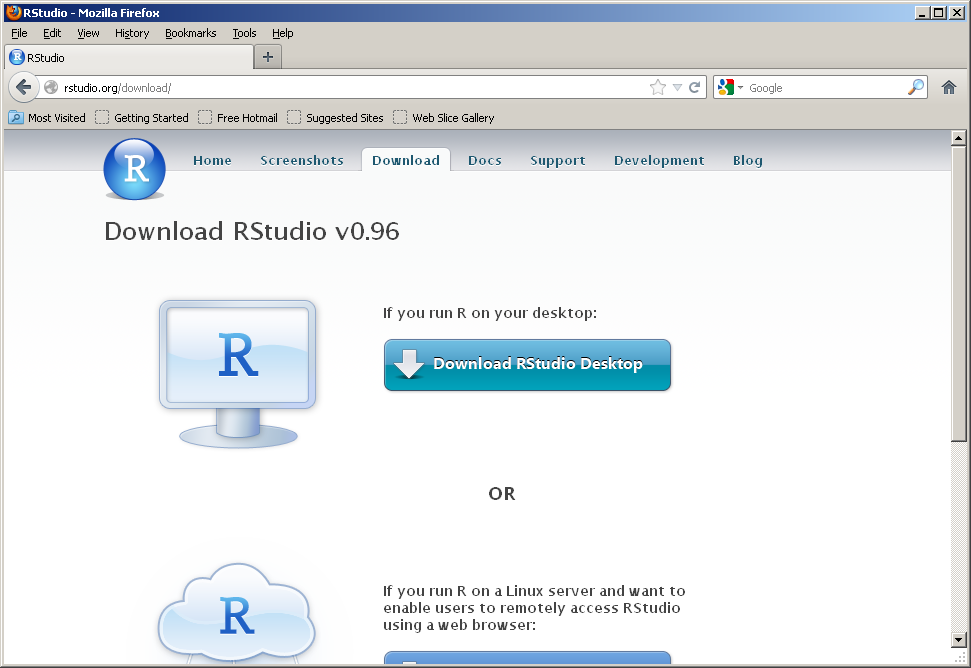 RStudio - Mozilla Firefox
File Edit View History Bookmarks Tools Help
RStudio
rstudio.org/download/
Google
Most Visited Getting Started Free Hotmail Suggested Sites Web Slice Gallery
R
Home Screenshots Download Docs Support Development Blog
Download RStudio v0.96
R
If you run R on your desktop:
Download RStudio Desktop
OR
R
If you run R on a Linux server and want to
enable users to remotely access RStudio
using a web browser: